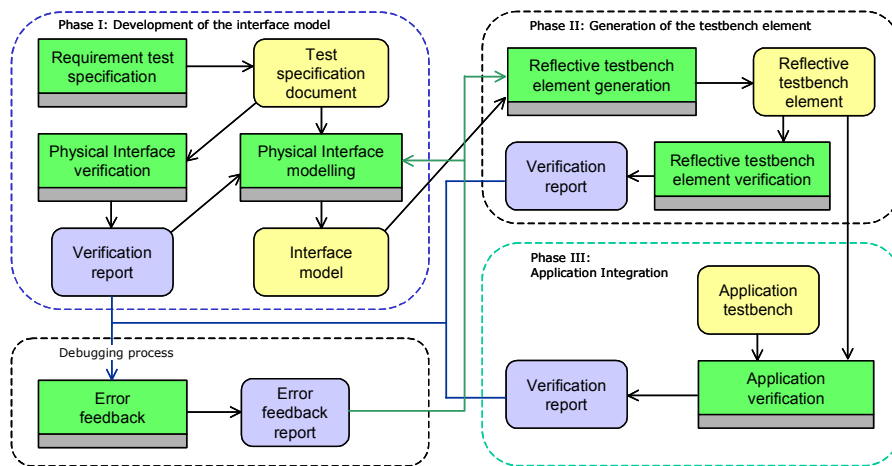 Phase I: Development of the interface model
Requirement test
specification
Test
specification
document
Physical Interface
verification
Physical Interface
modelling
Verification
report
Interface
model
Phase II: Generation of the testbench element
Reflective testbench
element generation
Reflective
testbench
element
Verification
report
Reflective testbench
element verification
Phase III:
Application Integration
Application
testbench
Verification
report
Application
verification
Debugging process
Error
feedback
Error
feedback
report